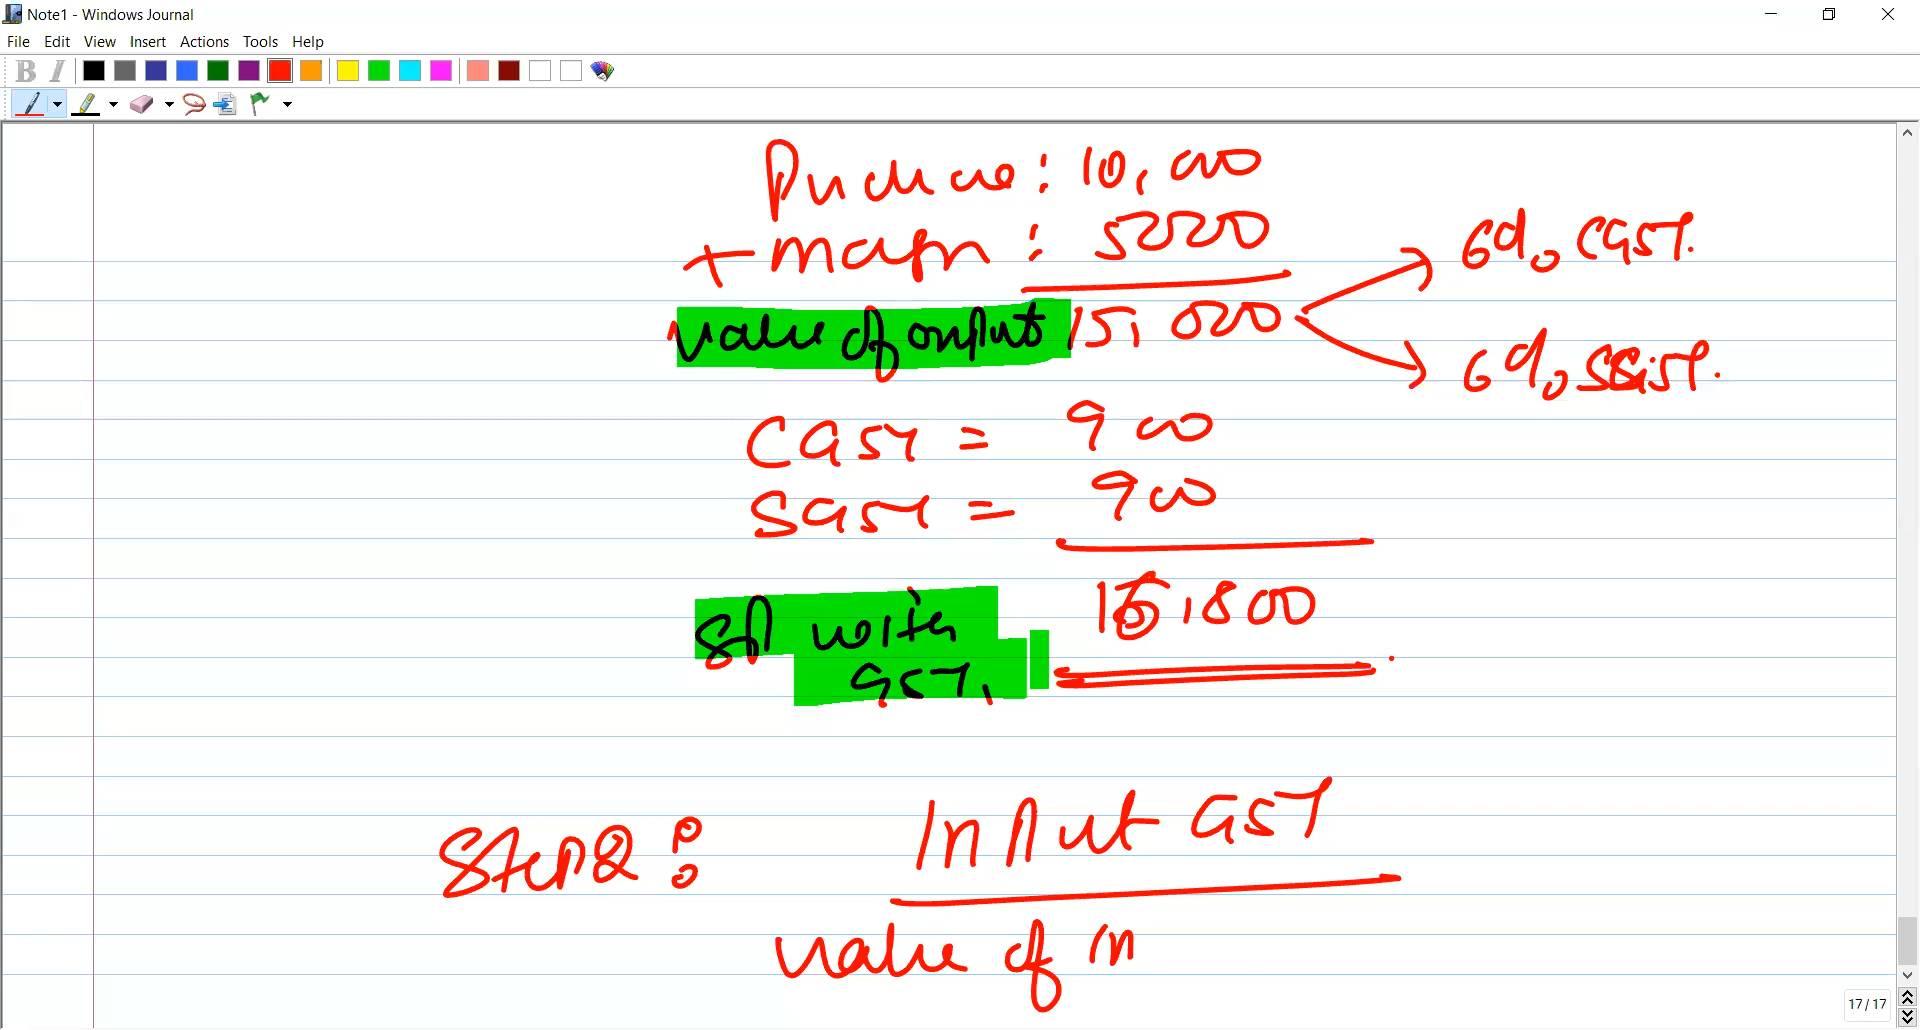 Note1 - Windows Journal
File Edit View Insert Actions Tools Help
Purchase : 10,000
+ margin : 5000
Value of output 15,000
6% CGST.
6% SGST.
CGST = 900
SGST = 900
SP with 16,800
GST.
Step 2 : Input GST
Value of in
17 / 17